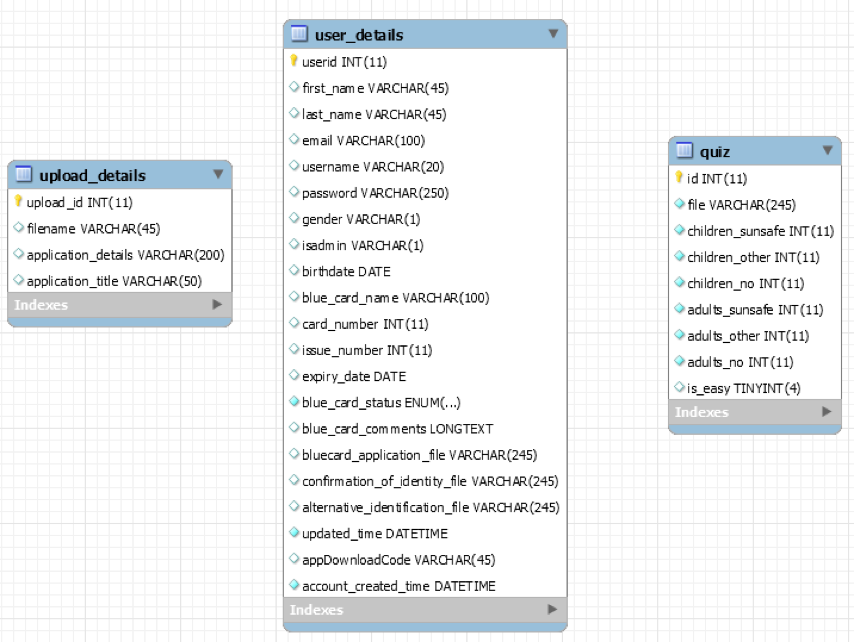 upload_details
upload_id INT(11)
filename VARCHAR(45)
application_details VARCHAR(200)
application_title VARCHAR(50)
Indexes
user_details
userid INT(11)
first_name VARCHAR(45)
last_name VARCHAR(45)
email VARCHAR(100)
username VARCHAR(20)
password VARCHAR(250)
gender VARCHAR(1)
isadmin VARCHAR(1)
birthdate DATE
blue_card_name VARCHAR(100)
card_number INT(11)
issue_number INT(11)
expiry_date DATE
blue_card_status ENUM(...)
blue_card_comments LONGTEXT
bluecard_application_file VARCHAR(245)
confirmation_of_identity_file VARCHAR(245)
alternative_identification_file VARCHAR(245)
updated_time DATETIME
appDownloadCode VARCHAR(45)
account_created_time DATETIME
Indexes
quiz
id INT(11)
file VARCHAR(245)
children_sunsafe INT(11)
children_other INT(11)
children_no INT(11)
adults_sunsafe INT(11)
adults_other INT(11)
adults_no INT(11)
is_easy TINYINT(4)
Indexes